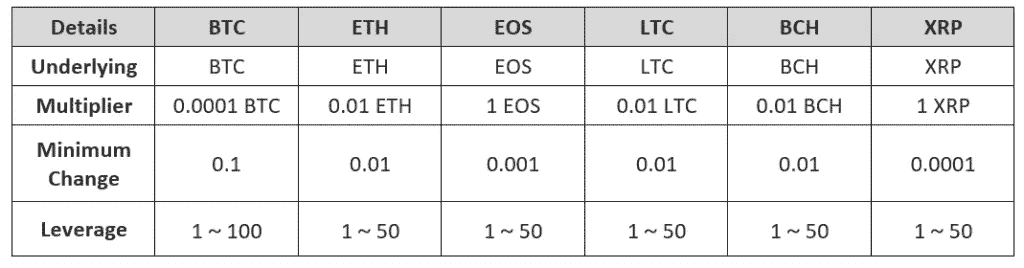 Details BTC ETH EOS LTC BCH XRP
Underlying BTC ETH EOS LTC BCH XRP
Multiplier 0.0001 BTC 0.01 ETH 1 EOS 0.01 LTC 0.01 BCH 1 XRP
Minimum
Change 0.1 0.01 0.001 0.01 0.01 0.0001
Leverage 1 ~ 100 1 ~ 50 1 ~ 50 1 ~ 50 1 ~ 50 1 ~ 50